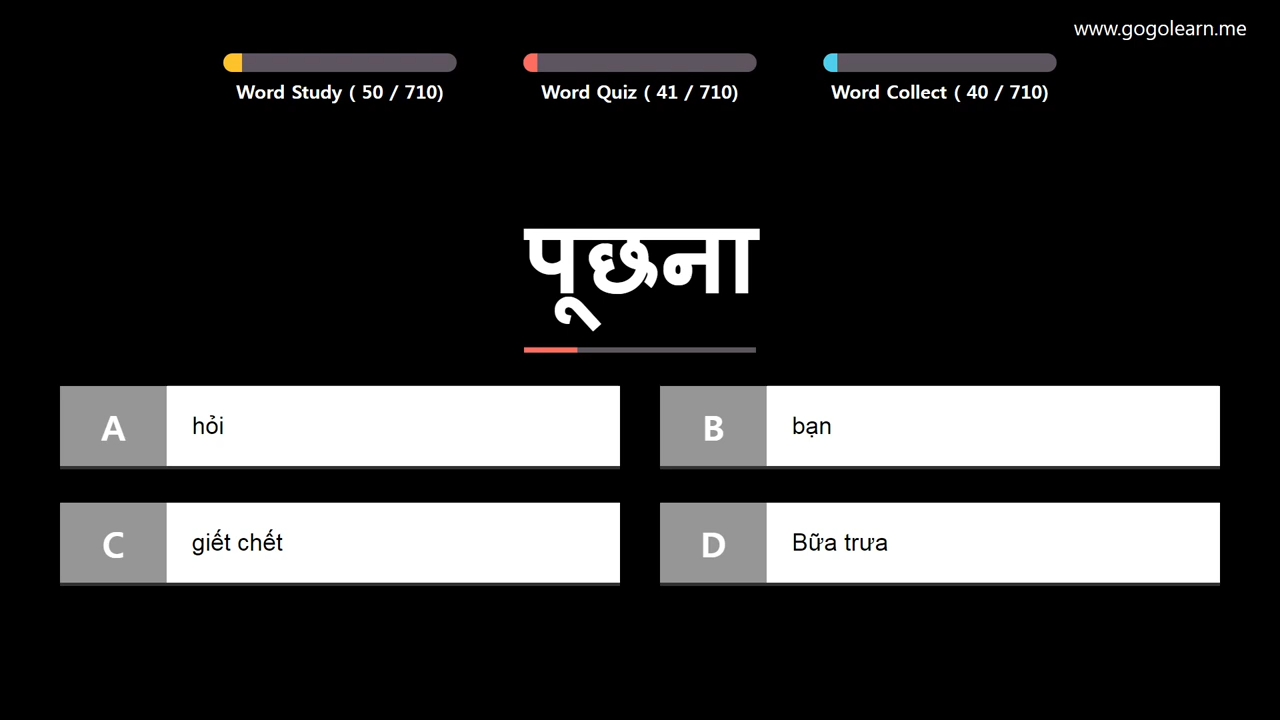 www.gogolearn.me
Word Study ( 50 / 710)
Word Quiz ( 41 / 710)
Word Collect ( 40 / 710)
पूछना
A hỏi
B bạn
C giết chết
D Bữa trưa